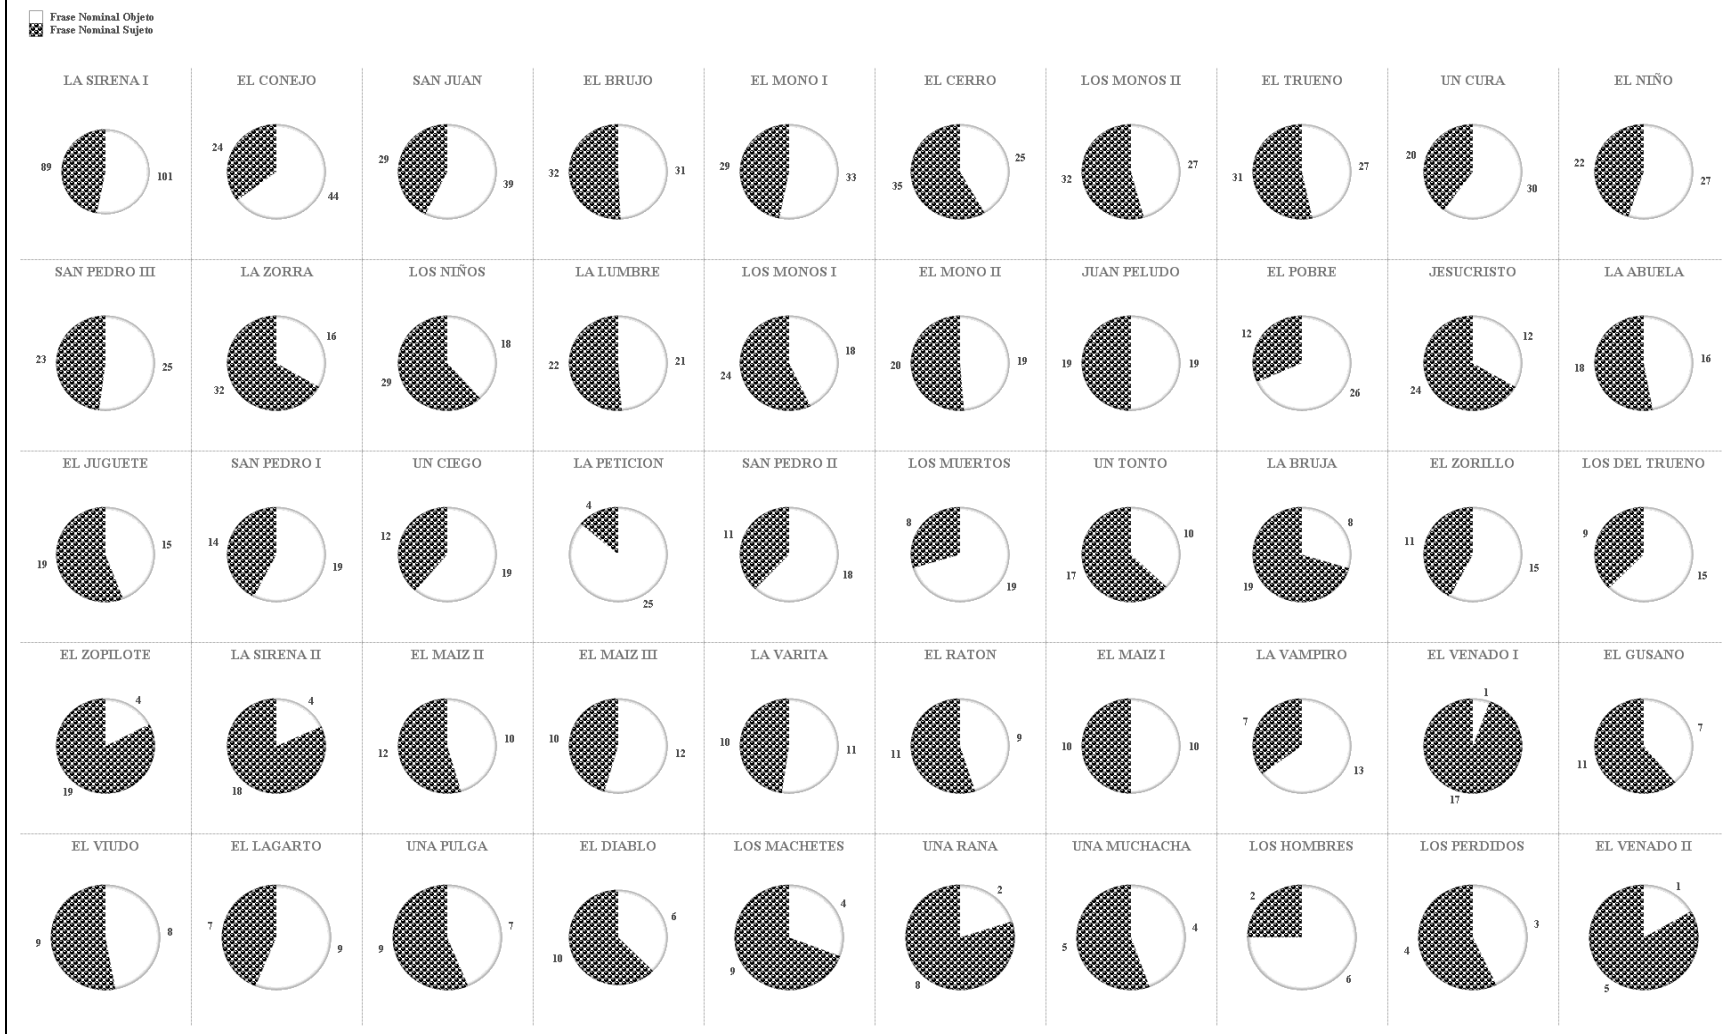 Frase Nominal Objeto
Frase Nominal Sujeto
LA SIRENA I EL CONEJO SAN JUAN EL BRUJO EL MONO I EL CERRO LOS MONOS II EL TRUENO UN CURA EL NIÑO
89 101 24 44 29 39 32 31 29 33 35 25 32 27 31 27 20 30 22 27
SAN PEDRO III LA ZORRA LOS NIÑOS LA LUMBRE LOS MONOS I EL MONO II JUAN PELUDO EL POBRE JESUCRISTO LA ABUELA
23 25 32 16 29 18 22 21 24 18 20 19 19 19 12 26 24 12 18 16
EL JUGUETE SAN PEDRO I UN CIEGO LA PETICION SAN PEDRO II LOS MUERTOS UN TONTO LA BRUJA EL ZORILLO LOS DEL TRUENO
19 15 14 19 12 19 4 25 11 18 8 19 17 10 19 8 11 15 9 15
EL ZOPILOTE LA SIRENA II EL MAIZ II EL MAIZ III LA VARITA EL RATON EL MAIZ I LA VAMPIRO EL VENADO I EL GUSANO
19 4 18 4 12 10 10 12 10 11 11 9 10 10 7 13 17 1 11 7
EL VIUDO EL LAGARTO UNA PULGA EL DIABLO LOS MACHETES UNA RANA UNA MUCHACHA LOS HOMBRES LOS PERDIDOS EL VENADO II
9 8 7 9 9 7 10 6 9 4 8 2 5 4 2 6 4 3 5 1